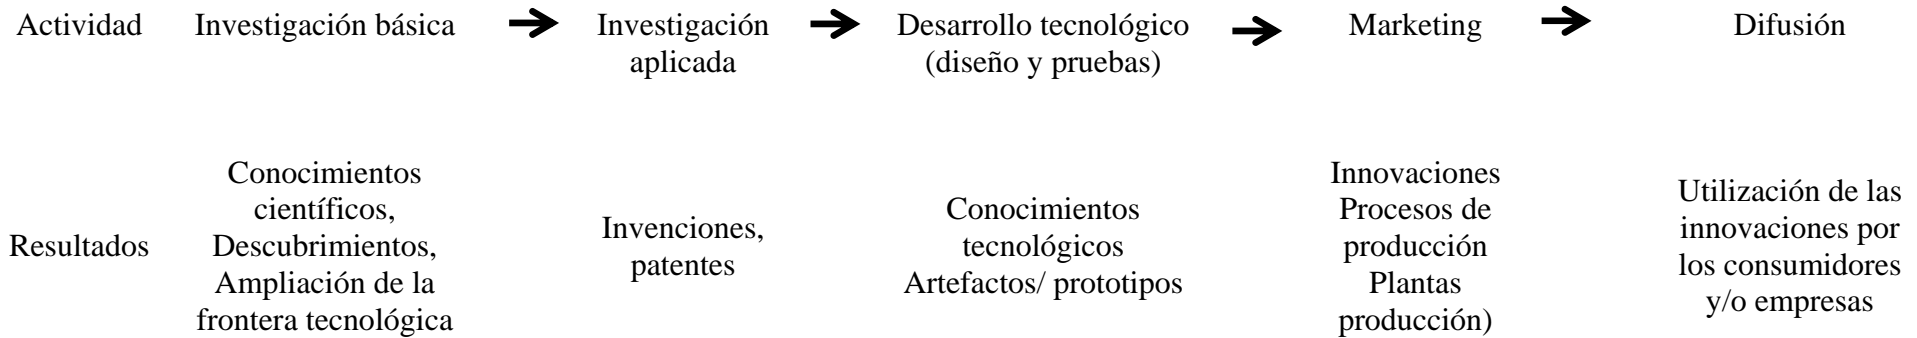 Actividad
Investigación básica
Investigación
aplicada
Desarrollo tecnológico
(diseño y pruebas)
Marketing
Difusión
Resultados
Conocimientos
científicos,
Descubrimientos,
Ampliación de la
frontera tecnológica
Invenciones,
patentes
Conocimientos
tecnológicos
Artefactos/ prototipos
Innovaciones
Procesos de
producción
Plantas
producción)
Utilización de las
innovaciones por
los consumidores
y/o empresas